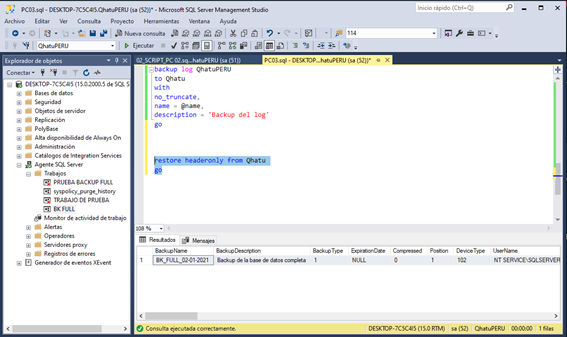 PC03.sql - DESKTOP-7C5C4I5.QhatuPERU (sa (52))* - Microsoft SQL Server Management Studio
Inicio rápido (Ctrl+Q)
Archivo Editar Ver Consulta Proyecto Herramientas Ventana Ayuda
Nueva consulta
114
QhatuPERU
Ejecutar
Explorador de objetos
Conectar
DESKTOP-7C5C4I5 (15.0.2000.5 de SQL S
Bases de datos
Seguridad
Objetos de servidor
Replicación
PolyBase
Alta disponibilidad de Always On
Administración
Catálogos de Integration Services
Agente SQL Server
Trabajos
PRUEBA BACKUP FULL
syspolicy_purge_history
TRABAJO DE PRUEBA
BK FULL
Monitor de actividad de trabajo
Alertas
Operadores
Servidores proxy
Registros de errores
Generador de eventos XEvent
02_SCRIPT_PC 02.sq...hatuPERU (sa (51))
PC03.sql - DESKTOP...hatuPERU (sa (52))*
backup log QhatuPERU
to Qhatu
with
no_truncate,
name = @name,
description = 'Backup del log'
go
restore headeronly from Qhatu
go
108 %
Resultados Mensajes
BackupName BackupDescription BackupType ExpirationDate Compressed Position DeviceType UserName
1 BK_FULL_02-01-2021 Backup de la base de datos completa 1 NULL 0 1 102 NT SERVICE\SQLSERVER
Consulta ejecutada correctamente.
DESKTOP-7C5C4I5 (15.0 RTM) sa (52) QhatuPERU 00:00:00 1 filas